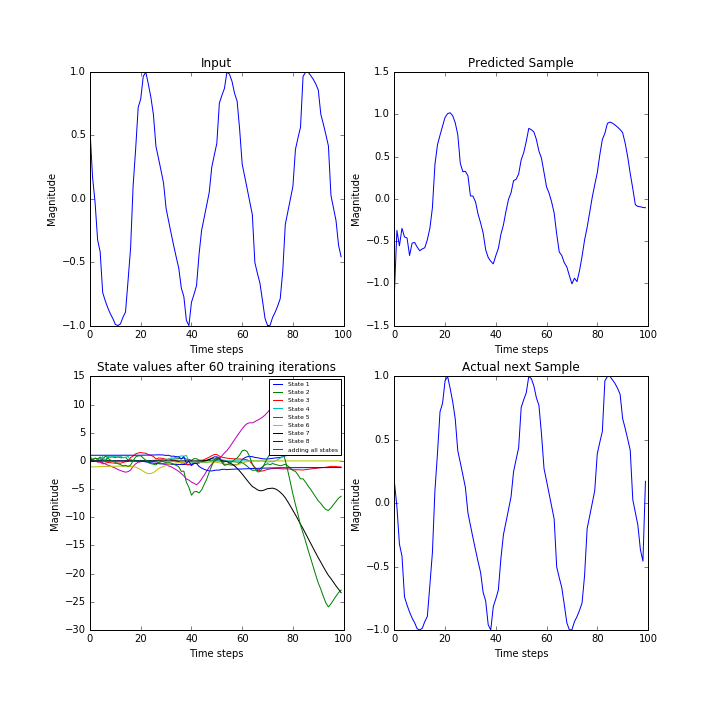 Input
1.0
0.5
0.0
−0.5
−1.0
Magnitude
0 20 40 60 80 100
Time steps
Predicted Sample
1.5
1.0
0.5
0.0
−0.5
−1.0
−1.5
Magnitude
0 20 40 60 80 100
Time steps
State values after 60 training iterations
15
10
5
0
−5
−10
−15
−20
−25
−30
Magnitude
State 1
State 2
State 3
State 4
State 5
State 6
State 7
State 8
adding all states
0 20 40 60 80 100
Time steps
Actual next Sample
1.0
0.5
0.0
−0.5
−1.0
Magnitude
0 20 40 60 80 100
Time steps